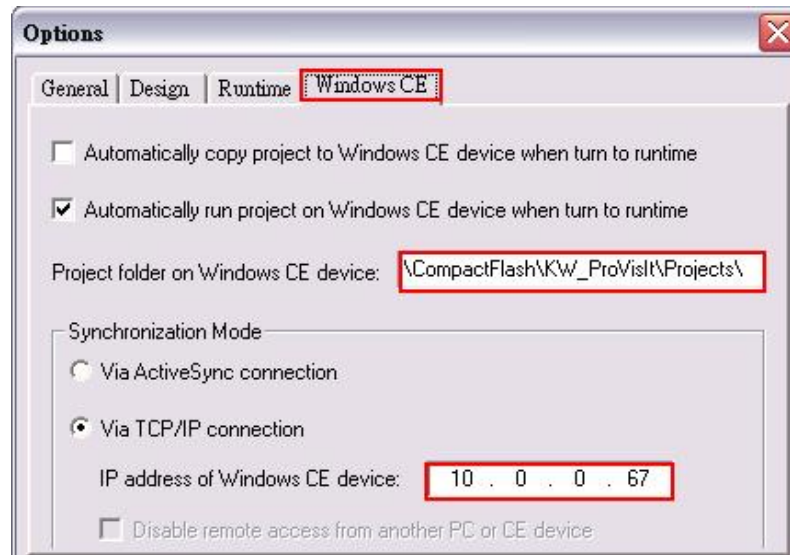 Options
General Design Runtime Windows CE
Automatically copy project to Windows CE device when turn to runtime
Automatically run project on Windows CE device when turn to runtime
Project folder on Windows CE device: \CompactFlash\KW_ProVisIt\Projects\
Synchronization Mode
Via ActiveSync connection
Via TCP/IP connection
IP address of Windows CE device: 10 . 0 . 0 . 67
Disable remote access from another PC or CE device